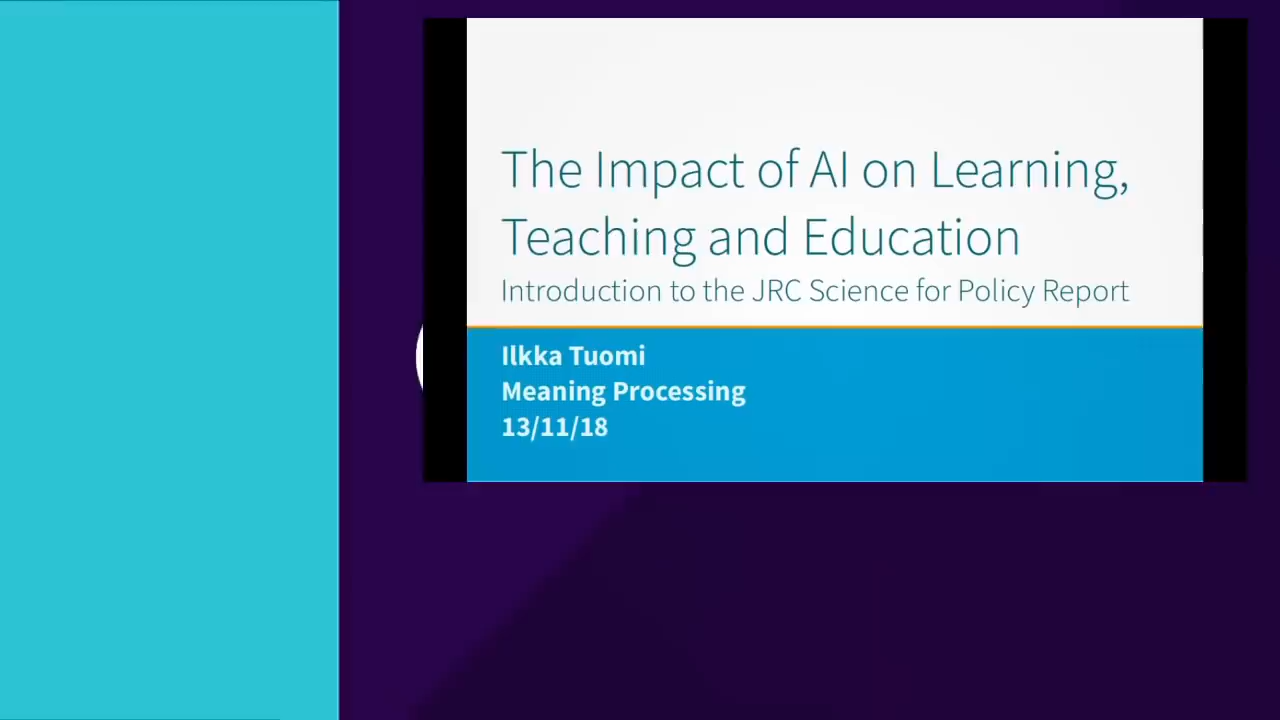 The Impact of AI on Learning,
Teaching and Education
Introduction to the JRC Science for Policy Report
Ilkka Tuomi
Meaning Processing
13/11/18